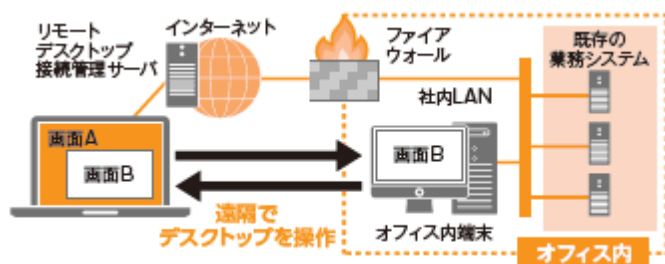 リモート
デスクトップ
接続管理サーバ
インターネット
ファイア
ウォール
既存の
業務システム
社内LAN
画面A
画面B
画面B
遠隔で
デスクトップを操作
オフィス内端末
オフィス内